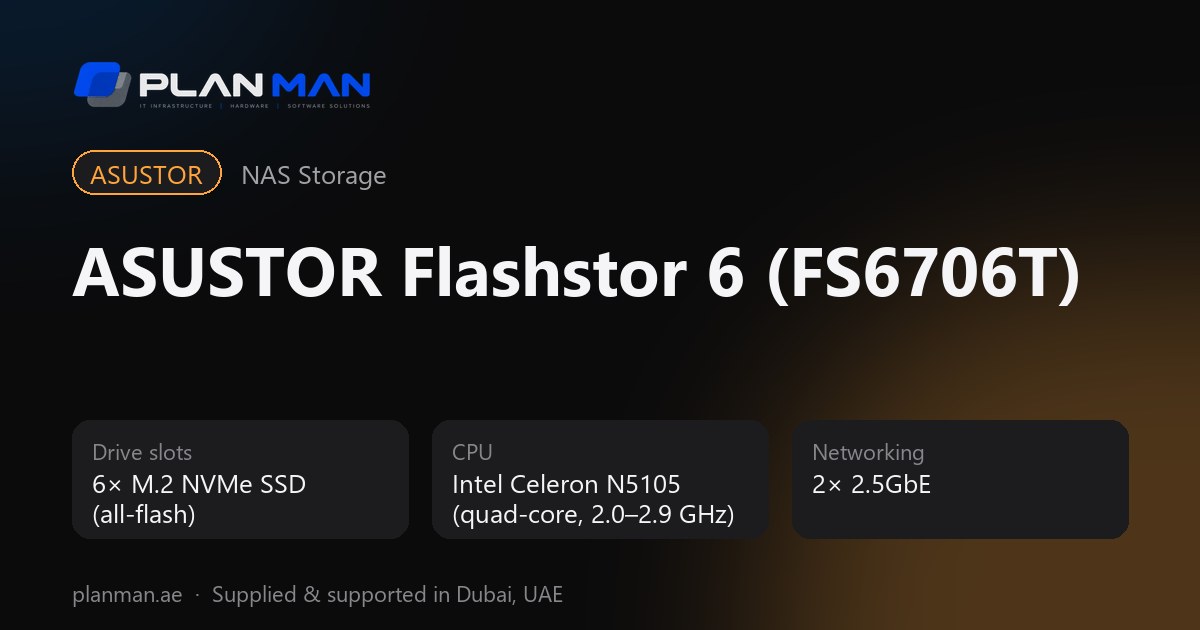 PLAN MAN
IT INFRASTRUCTURE | HARDWARE | SOFTWARE SOLUTIONS
ASUSTOR NAS Storage
ASUSTOR Flashstor 6 (FS6706T)
Drive slots
6× M.2 NVMe SSD
(all-flash)
CPU
Intel Celeron N5105
(quad-core, 2.0–2.9 GHz)
Networking
2× 2.5GbE
planman.ae · Supplied & supported in Dubai, UAE